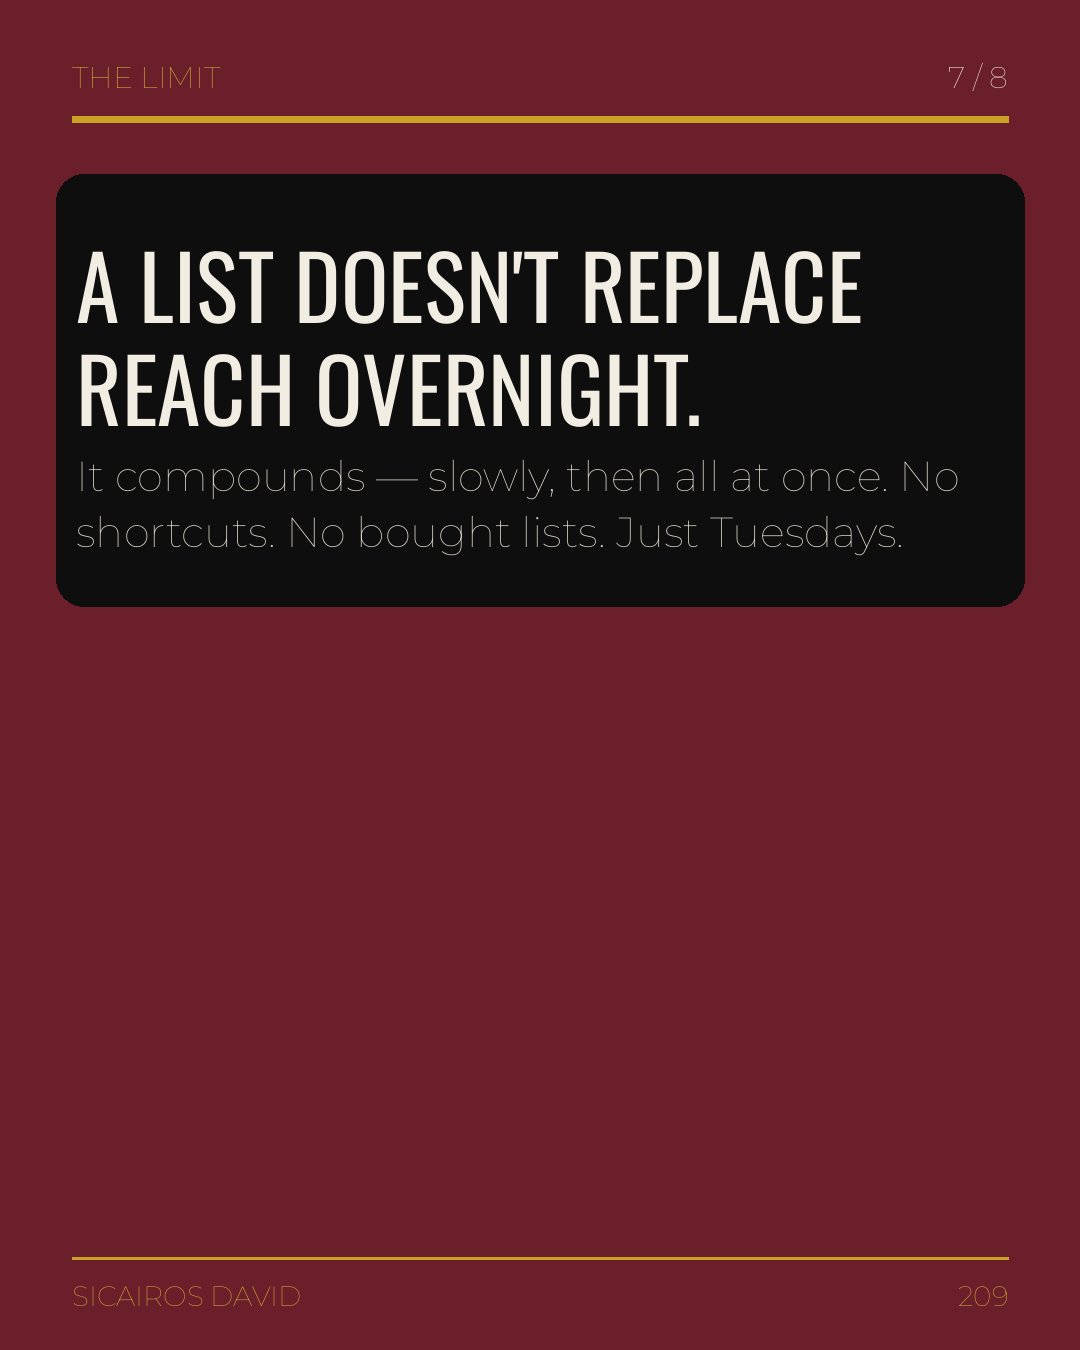 THE LIMIT
7 / 8
A LIST DOESN'T REPLACE
REACH OVERNIGHT.
It compounds — slowly, then all at once. No
shortcuts. No bought lists. Just Tuesdays.
SICAIROS DAVID
209